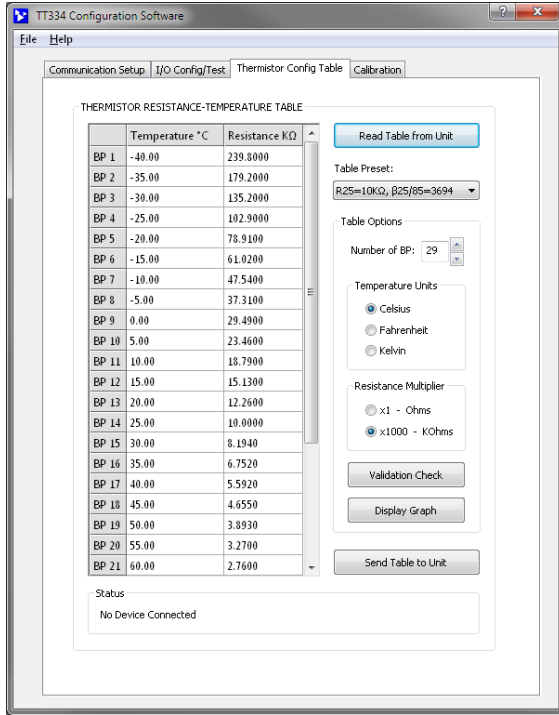 TT334 Configuration Software
File Help
Communication Setup I/O Config/Test Thermistor Config Table Calibration
THERMISTOR RESISTANCE-TEMPERATURE TABLE
Temperature °C Resistance KΩ
BP 1 -40.00 239.8000
BP 2 -35.00 179.2000
BP 3 -30.00 135.2000
BP 4 -25.00 102.9000
BP 5 -20.00 78.9100
BP 6 -15.00 61.0200
BP 7 -10.00 47.5400
BP 8 -5.00 37.3100
BP 9 0.00 29.4900
BP 10 5.00 23.4600
BP 11 10.00 18.7900
BP 12 15.00 15.1300
BP 13 20.00 12.2600
BP 14 25.00 10.0000
BP 15 30.00 8.1940
BP 16 35.00 6.7520
BP 17 40.00 5.5920
BP 18 45.00 4.6550
BP 19 50.00 3.8930
BP 20 55.00 3.2700
BP 21 60.00 2.7600
Read Table from Unit
Table Preset:
R25=10KΩ, β25/85=3694
Table Options
Number of BP: 29
Temperature Units
Celsius
Fahrenheit
Kelvin
Resistance Multiplier
x1 - Ohms
x1000 - KOhms
Validation Check
Display Graph
Send Table to Unit
Status
No Device Connected